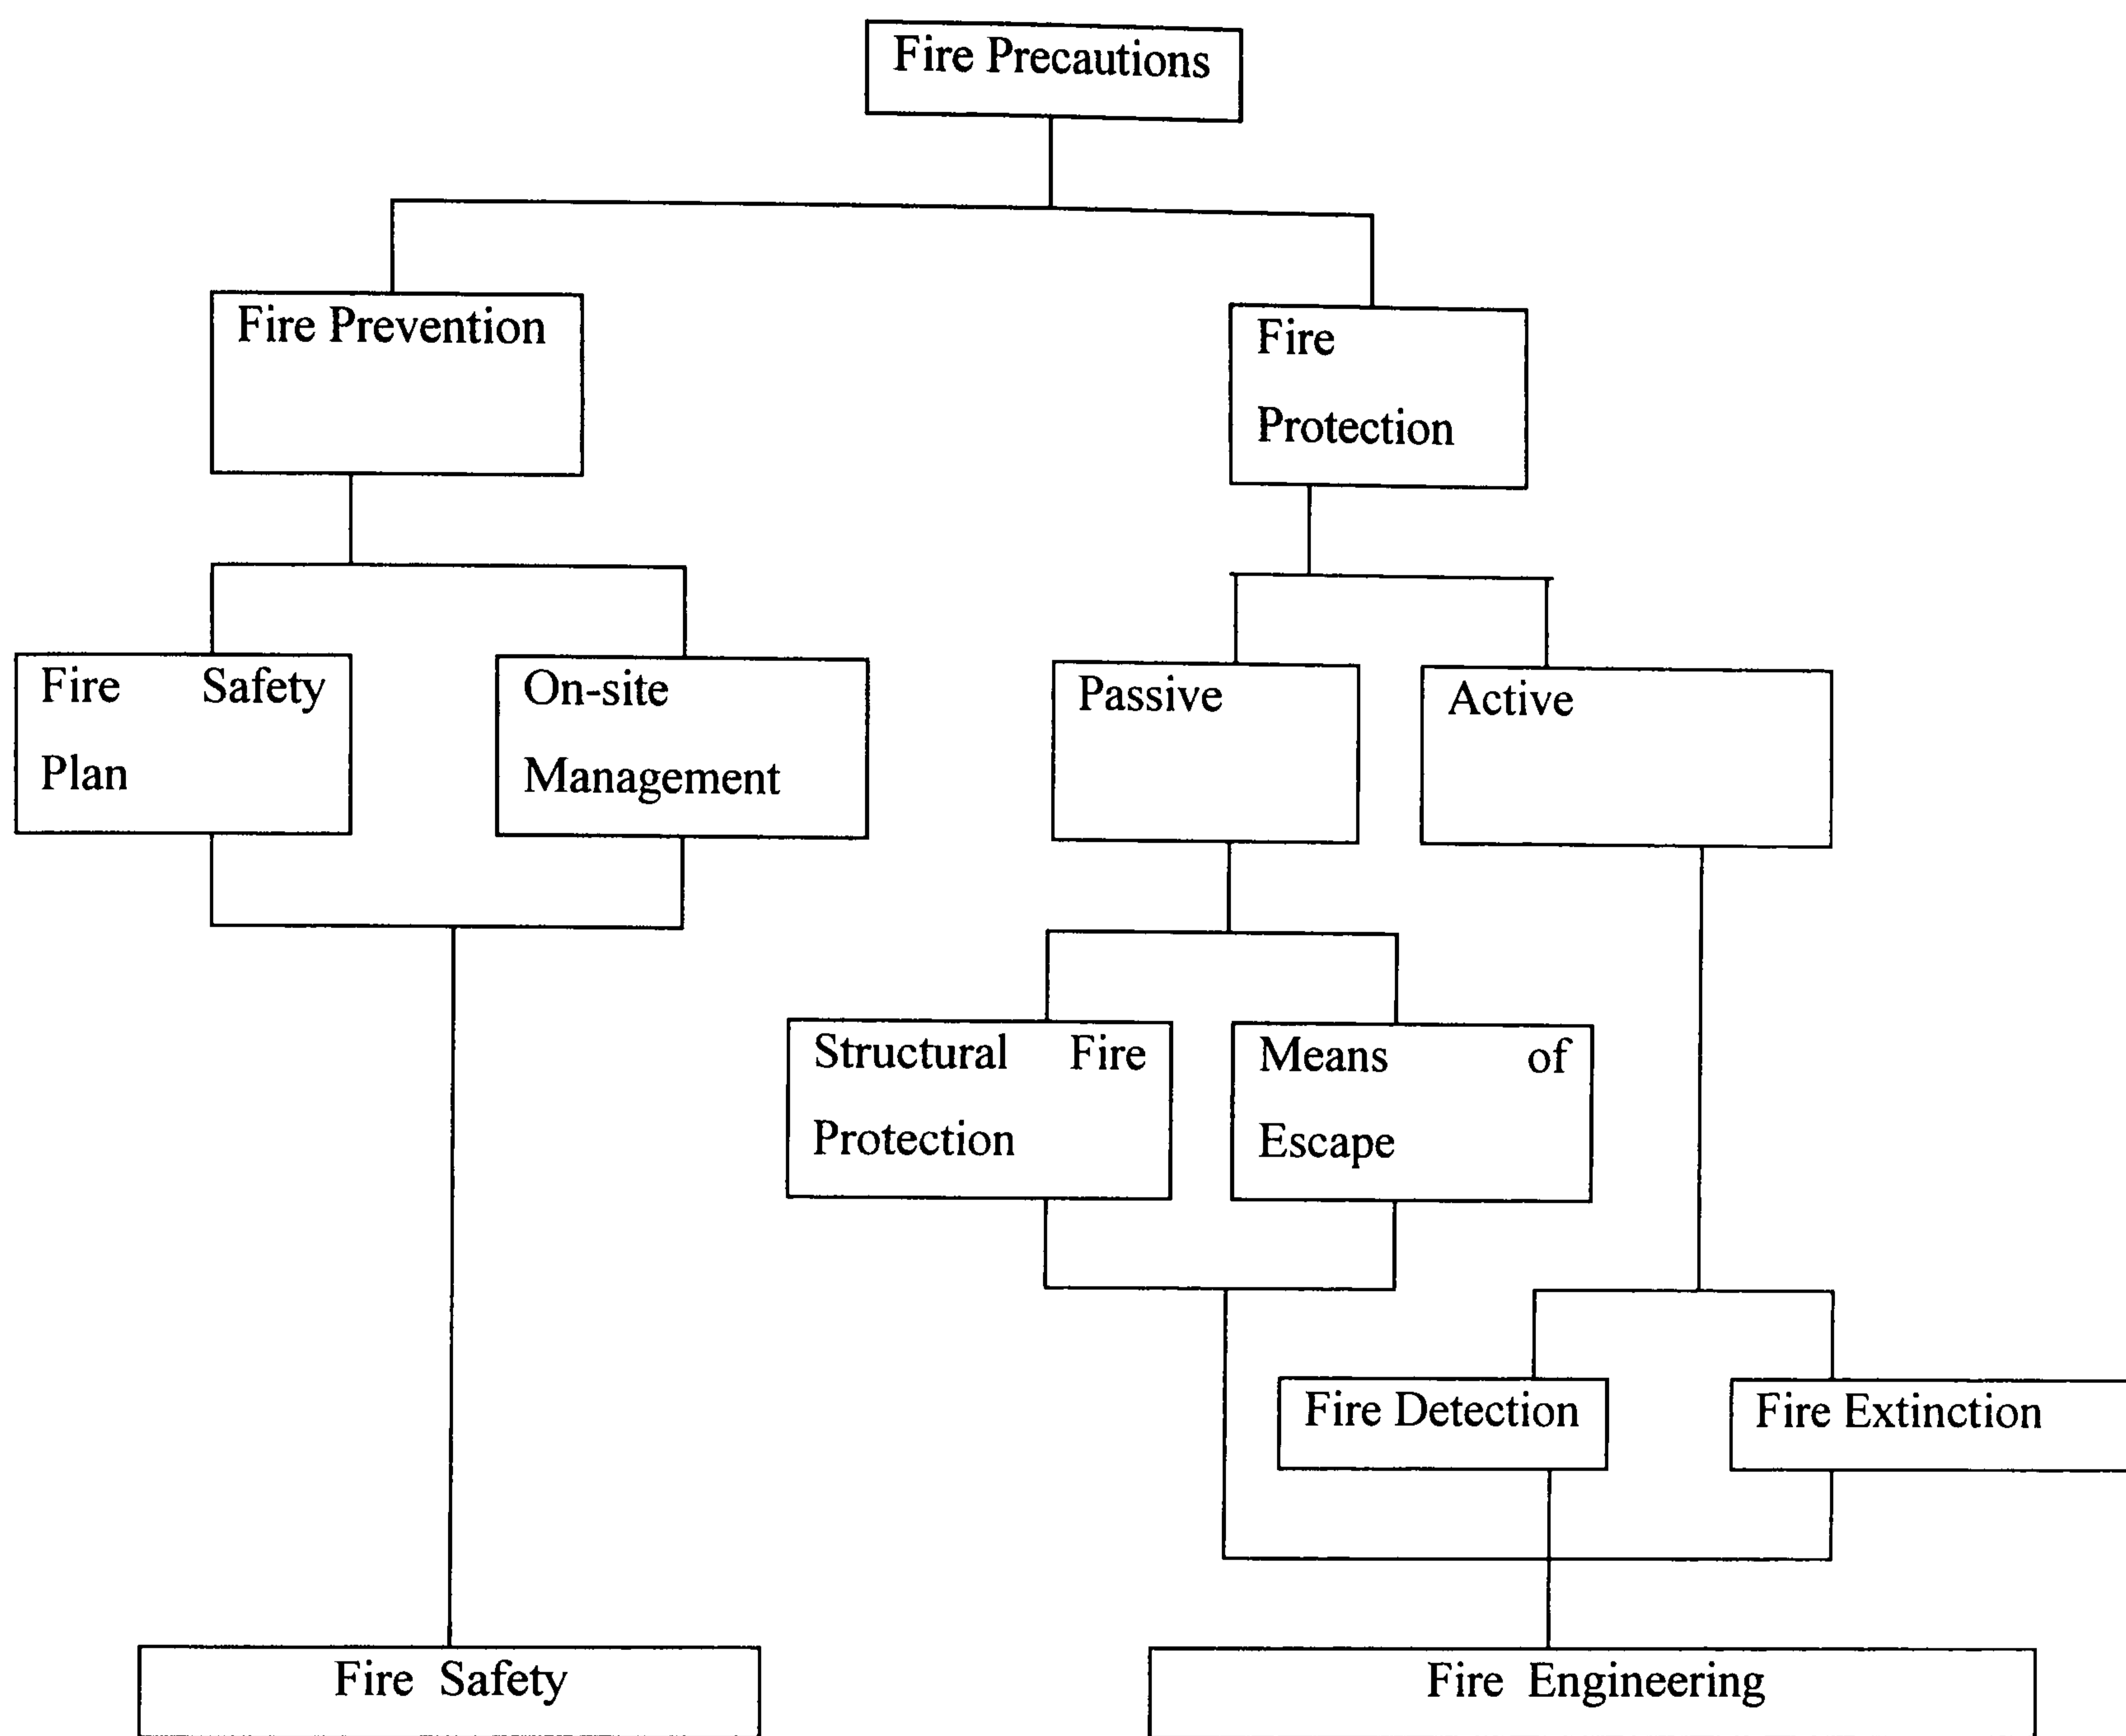 Fire Precautions
Fire Prevention
Fire
Protection
Fire Safety
Plan
On-site
Management
Passive
Active
Structural Fire
Protection
Means of
Escape
Fire Detection
Fire Extinction
Fire Safety
Fire Engineering